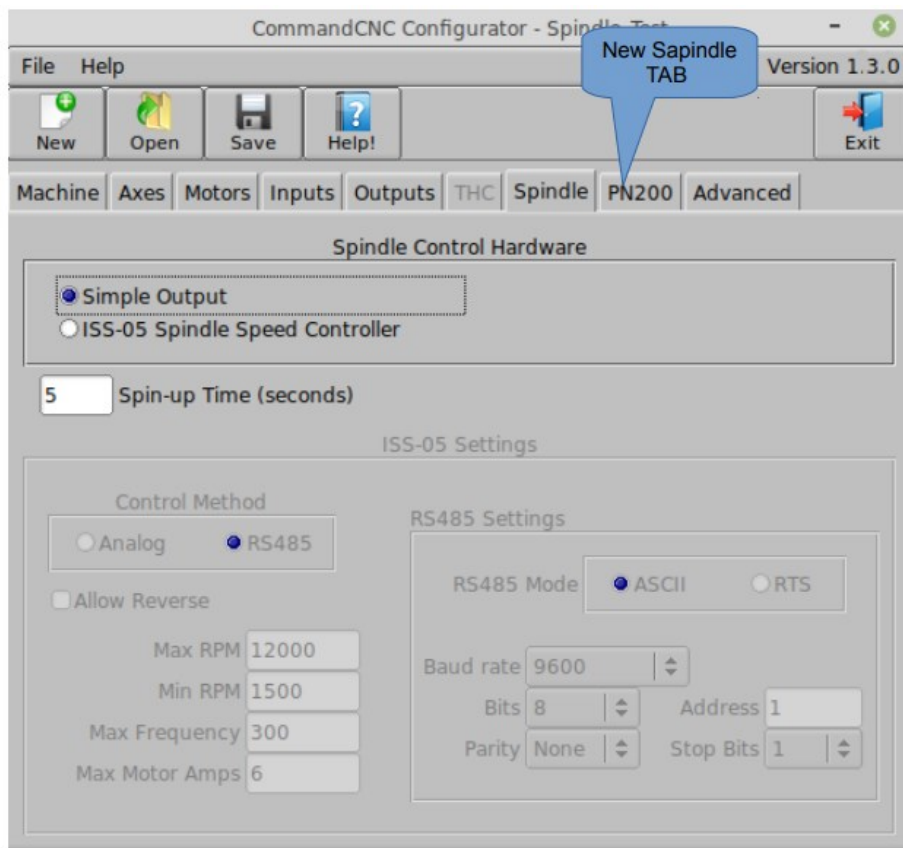 CommandCNC Configurator - Spindle Test
New Sapindle
TAB
File Help Version 1.3.0
New Open Save Help! Exit
Machine Axes Motors Inputs Outputs THC Spindle PN200 Advanced
Spindle Control Hardware
Simple Output
ISS-05 Spindle Speed Controller
5 Spin-up Time (seconds)
ISS-05 Settings
Control Method
Analog RS485
Allow Reverse
Max RPM 12000
Min RPM 1500
Max Frequency 300
Max Motor Amps 6
RS485 Settings
RS485 Mode ASCII RTS
Baud rate 9600
Bits 8 Address 1
Parity None Stop Bits 1